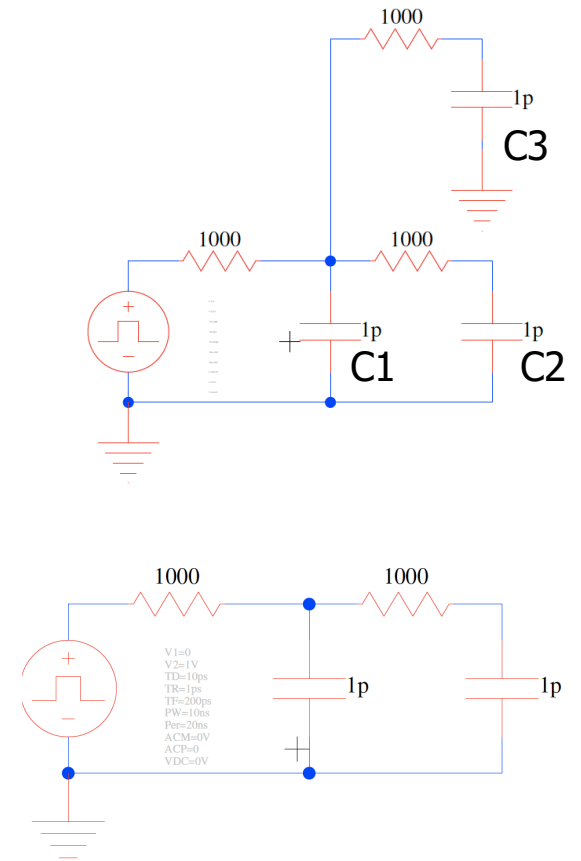 1000
1p
C3
1000
1000
1p
1p
C1
C2
1000
1000
V1=0
V2=1V
TD=10ps
TR=1ps
TF=200ps
PW=10ns
Per=20ns
ACM=0V
ACP=0
VDC=0V
1p
1p